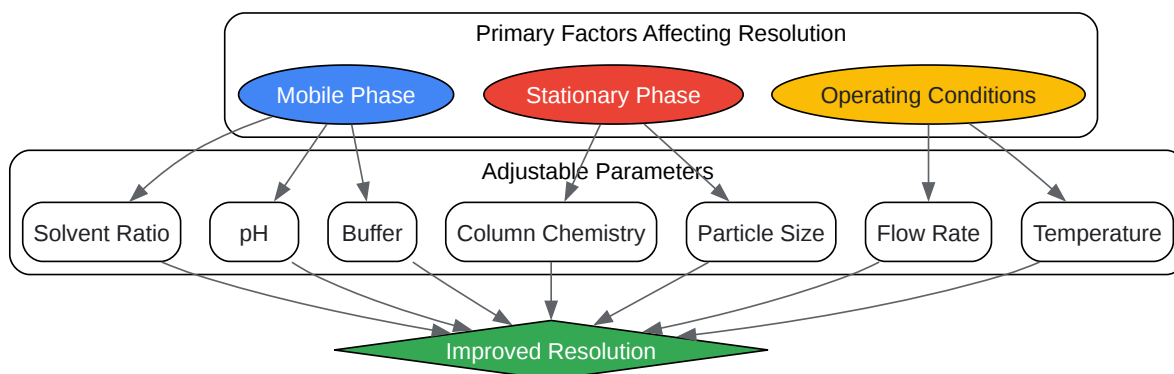 Primary Factors Affecting Resolution
Mobile Phase
Stationary Phase
Operating Conditions
Adjustable Parameters
Solvent Ratio
pH
Buffer
Column Chemistry
Particle Size
Flow Rate
Temperature
Improved Resolution